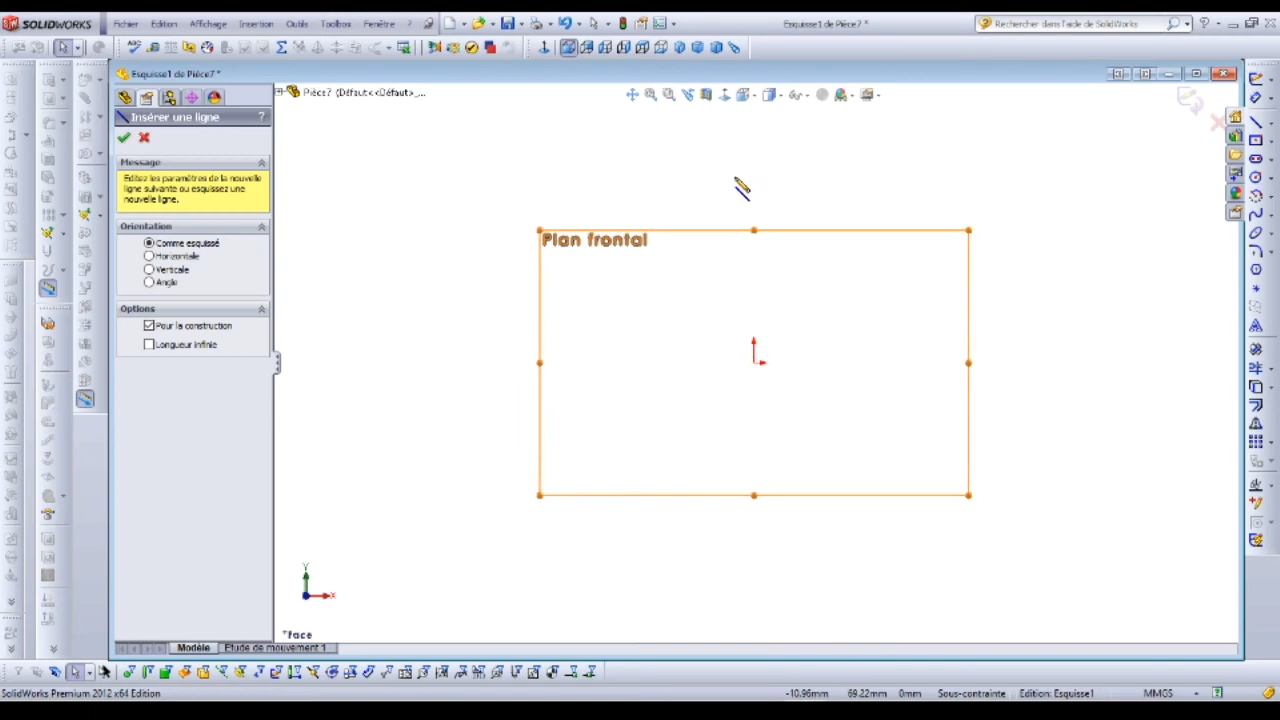 SOLIDWORKS
Fichier Edition Affichage Insertion Outils Toolbox Fenêtre ?
Esquisse1 de Pièce7 *
Rechercher dans l'aide de SolidWorks
Esquisse1 de Pièce7 *
Pièce7 (Défaut<<Défaut>_...
Insérer une ligne ?
Message
Editez les paramètres de la nouvelle
ligne suivante ou esquissez une
nouvelle ligne.
Orientation
Comme esquissé
Horizontale
Verticale
Angle
Options
Pour la construction
Longueur infinie
Plan frontal
Y
X
*Face
Modèle Etude de mouvement 1
SolidWorks Premium 2012 x64 Edition
-10.96mm 69.22mm 0mm Sous-contrainte Edition: Esquisse1 MMGS